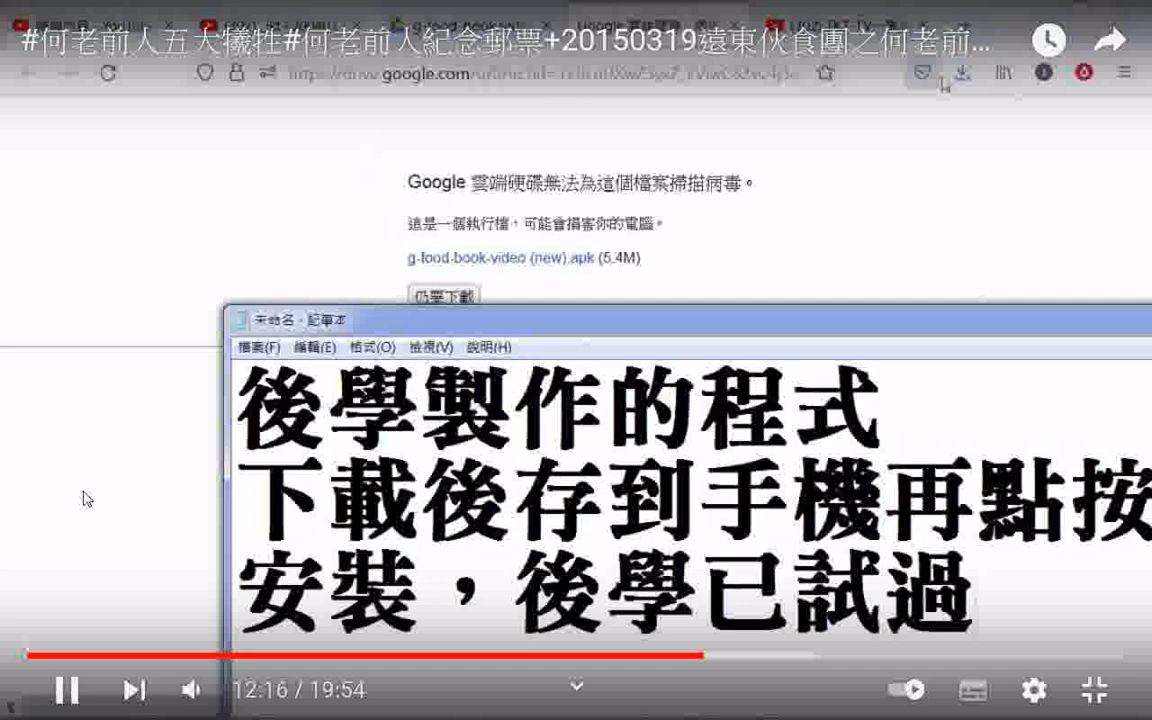 #何老前人五大犧牲#何老前人紀念郵票+20150319遠東伙食團之何老前...
google.com
Google 雲端硬碟無法為這個檔案掃描病毒。
這是一個執行檔，可能會損害你的電腦。
g-food-book-video (new).apk (5.4M)
仍要下載
未命名 - 記事本
檔案(F) 編輯(E) 格式(O) 檢視(V) 說明(H)
後學製作的程式
下載後存到手機再點按
安裝，後學已試過
12:16 / 19:54